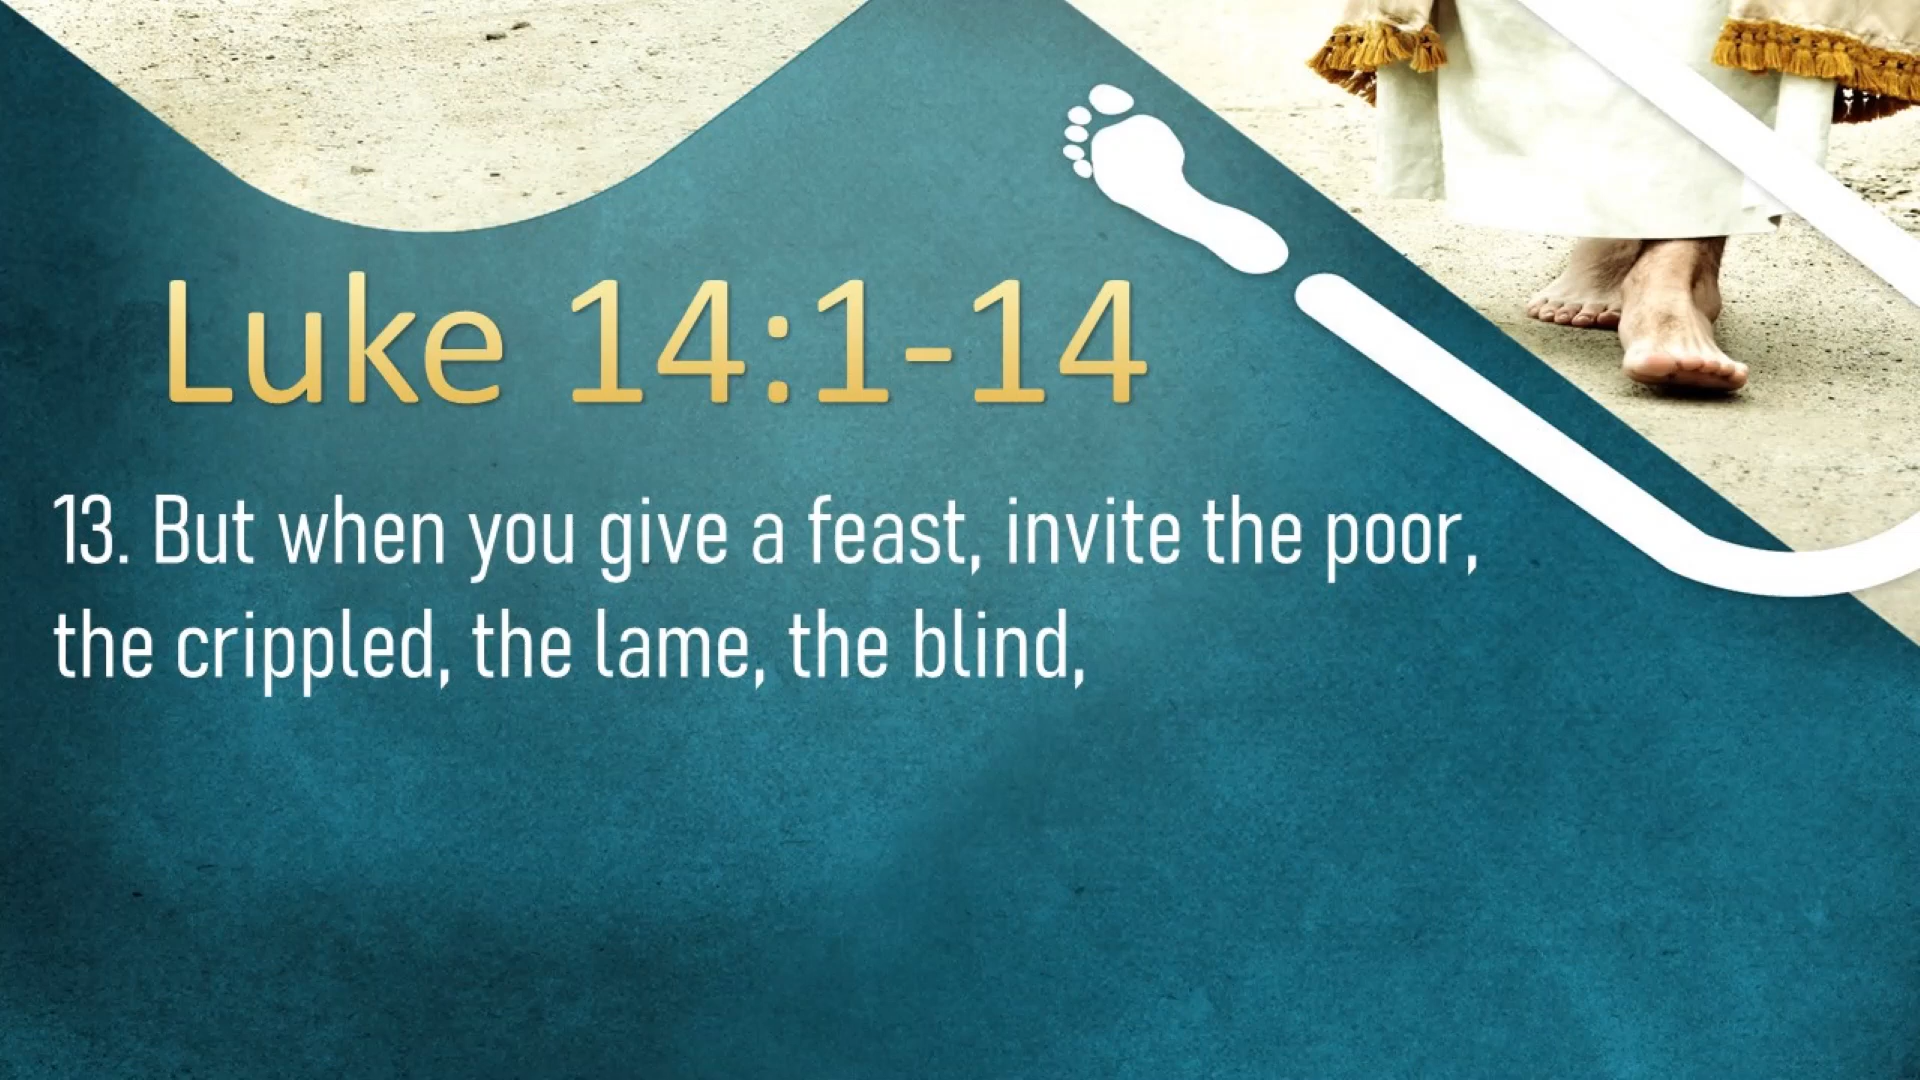 Luke 14:1-14
13. But when you give a feast, invite the poor,
the crippled, the lame, the blind,